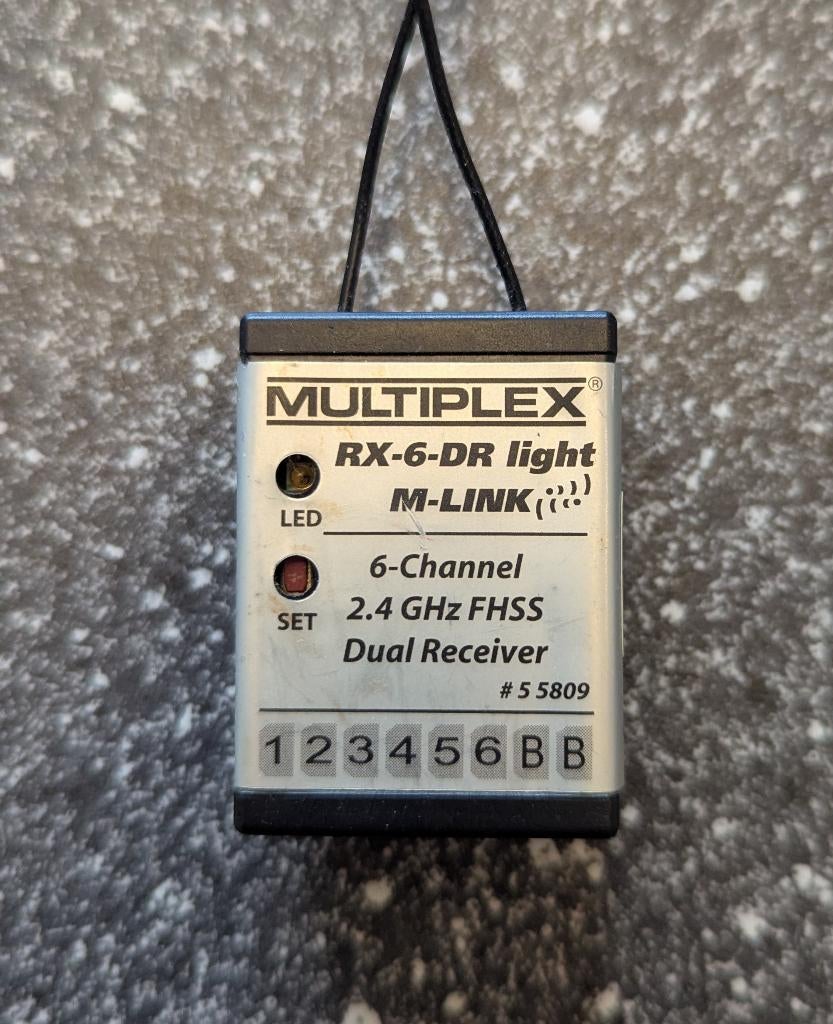 MULTIPLEX®
RX-6-DR light
M-LINK
LED
6-Channel
2.4 GHz FHSS
SET
Dual Receiver
# 5 5809
1 2 3 4 5 6 B B